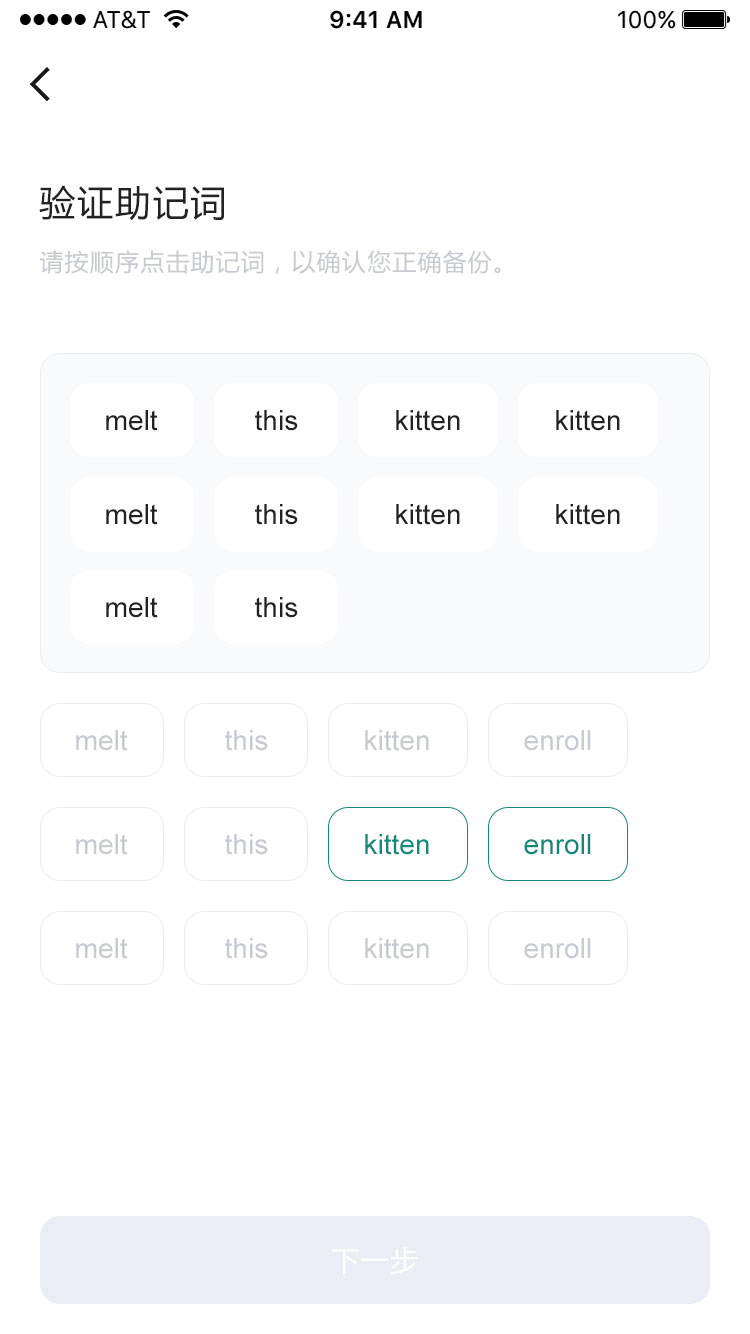 AT&T 9:41 AM 100%
验证助记词
请按顺序点击助记词，以确认您正确备份。
melt this kitten kitten
melt this kitten kitten
melt this
melt this kitten enroll
melt this kitten enroll
melt this kitten enroll
下一步